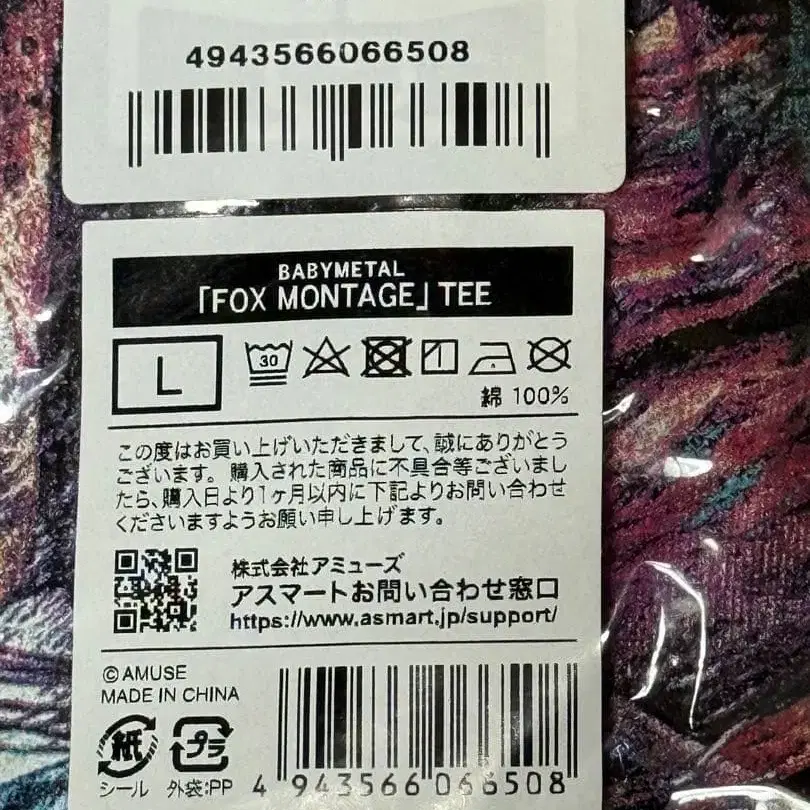 4943566066508
BABYMETAL
「FOX MONTAGE」TEE
L
30
綿 100%
この度はお買い上げいただきまして、誠にありがとう
ございます。購入された商品に不具合等ございまし
たら、購入日より1ヶ月以内に下記よりお問い合わせ
くださいますようお願い申し上げます。
株式会社アミューズ
アスマートお問い合わせ窓口
https://www.asmart.jp/support/
©AMUSE
MADE IN CHINA
紙 プラ
シール 外袋:PP
4 943566 066508